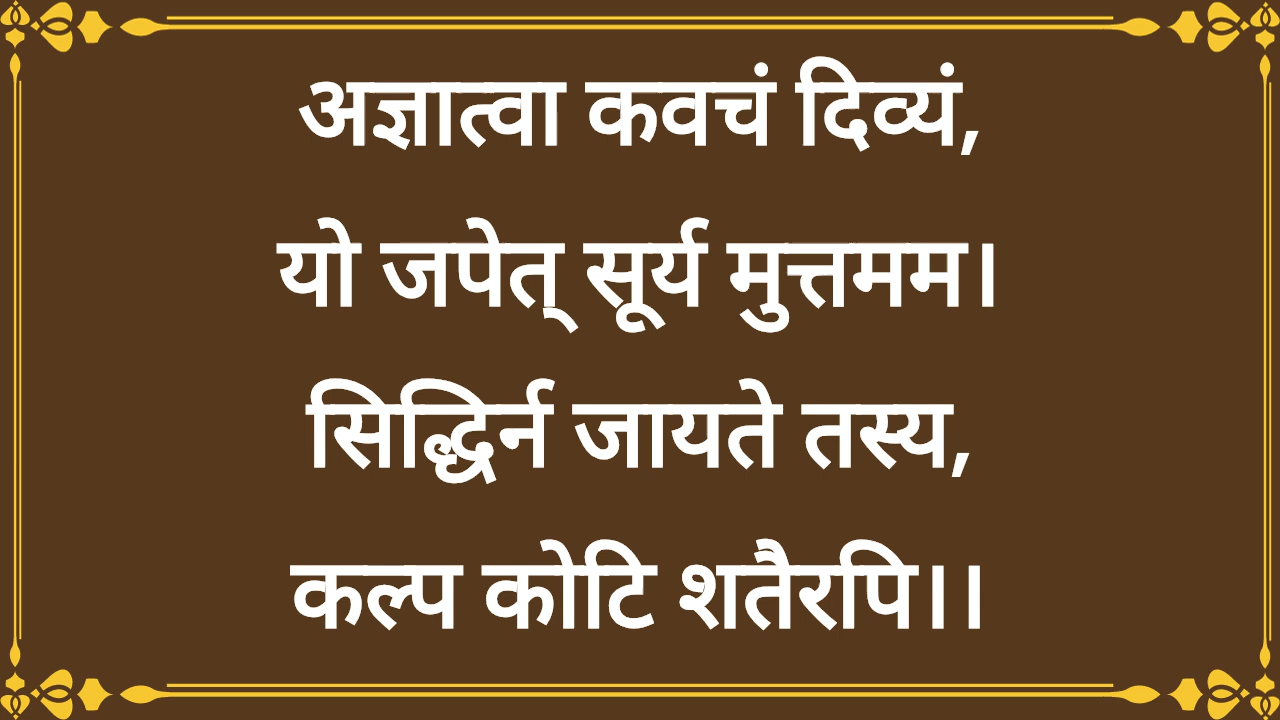 अज्ञात्वा कवचं दिव्यं,
यो जपेत् सूर्य मुत्तमम।
सिद्धिर्न जायते तस्य,
कल्प कोटि शतैरपि।।